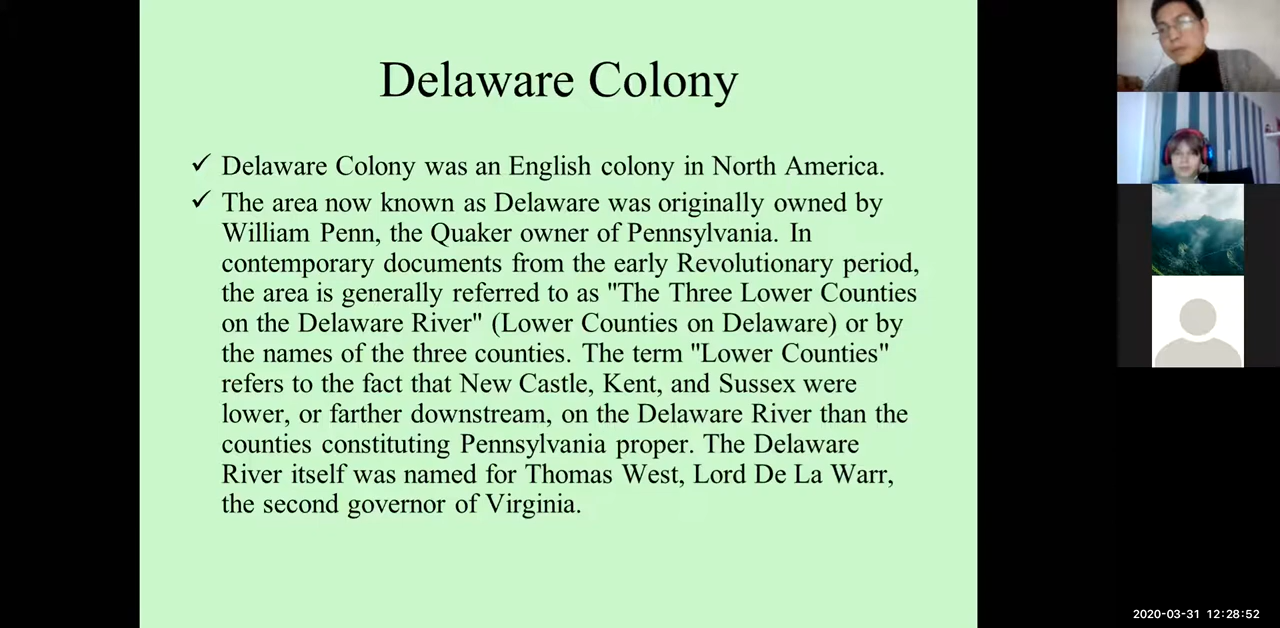 Delaware Colony
✓ Delaware Colony was an English colony in North America.
✓ The area now known as Delaware was originally owned by
William Penn, the Quaker owner of Pennsylvania. In
contemporary documents from the early Revolutionary period,
the area is generally referred to as "The Three Lower Counties
on the Delaware River" (Lower Counties on Delaware) or by
the names of the three counties. The term "Lower Counties"
refers to the fact that New Castle, Kent, and Sussex were
lower, or farther downstream, on the Delaware River than the
counties constituting Pennsylvania proper. The Delaware
River itself was named for Thomas West, Lord De La Warr,
the second governor of Virginia.
2020-03-31 12:28:52